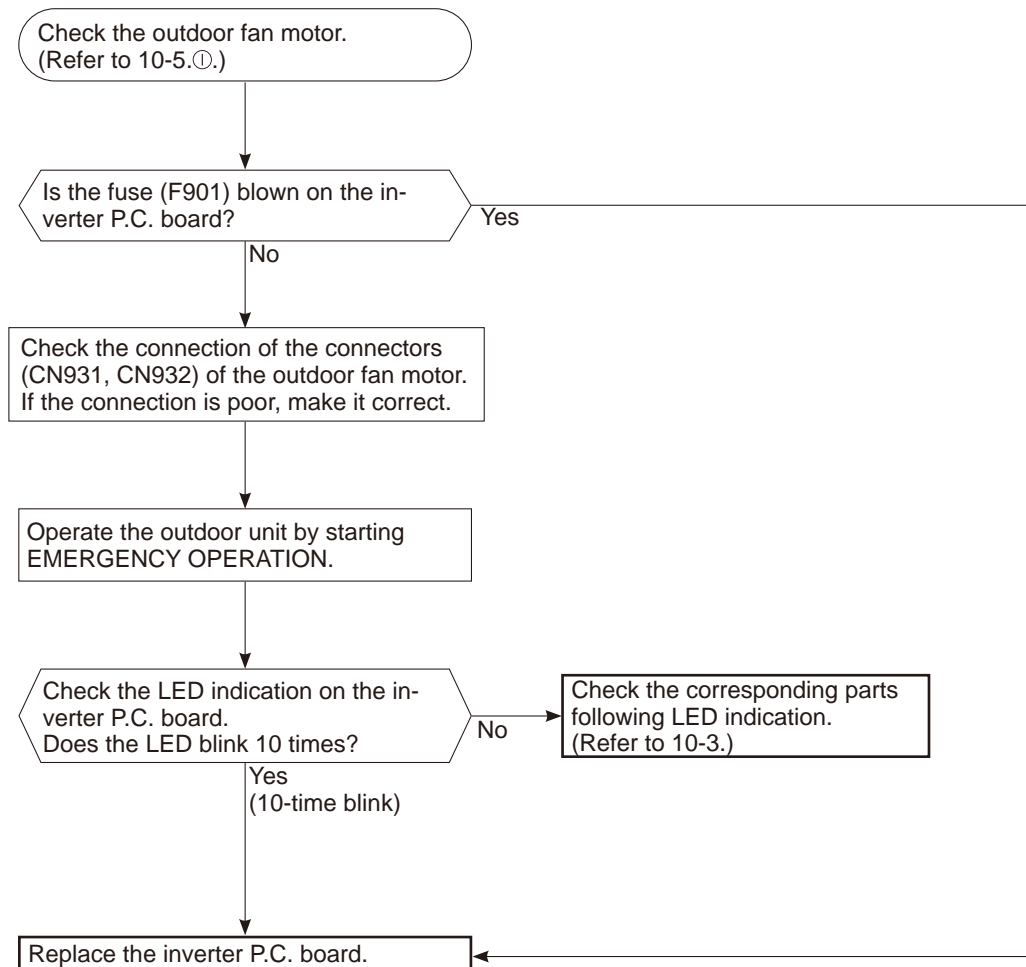 Check the outdoor fan motor.
(Refer to 10-5.Ⓘ.)
Is the fuse (F901) blown on the in-
verter P.C. board?
Yes
No
Check the connection of the connectors
(CN931, CN932) of the outdoor fan motor.
If the connection is poor, make it correct.
Operate the outdoor unit by starting
EMERGENCY OPERATION.
Check the LED indication on the in-
verter P.C. board.
Does the LED blink 10 times?
No
Check the corresponding parts
following LED indication.
(Refer to 10-3.)
Yes
(10-time blink)
Replace the inverter P.C. board.